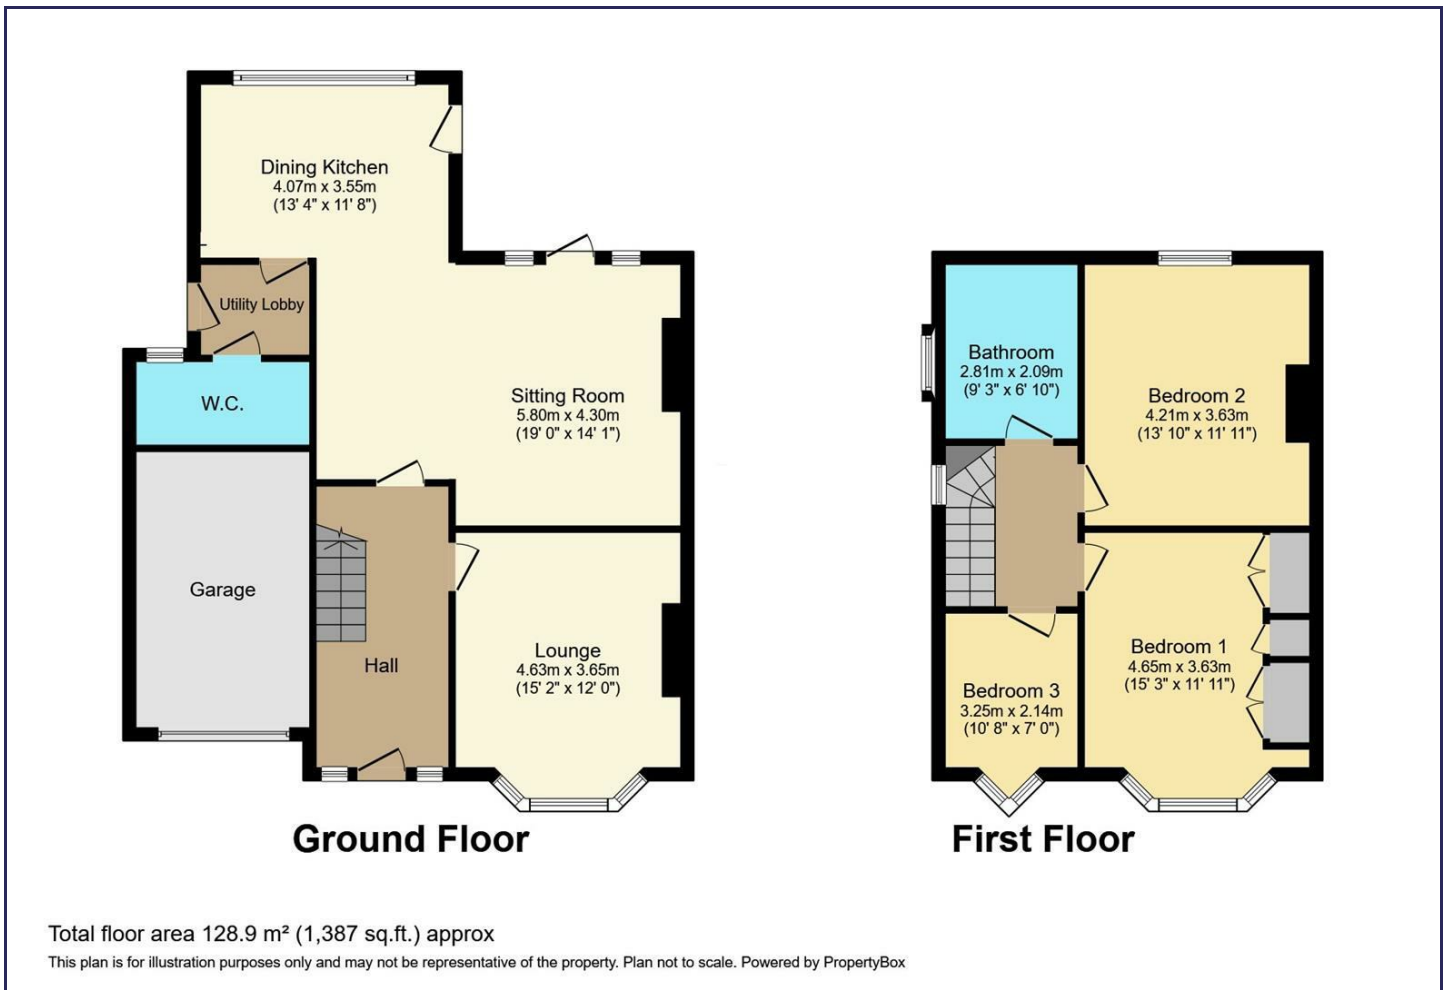 Dining Kitchen
4.07m x 3.55m
(13' 4" x 11' 8")
Utility Lobby
W.C.
Sitting Room
5.80m x 4.30m
(19' 0" x 14' 1")
Garage
Hall
Lounge
4.63m x 3.65m
(15' 2" x 12' 0")
Ground Floor
Bathroom
2.81m x 2.09m
(9' 3" x 6' 10")
Bedroom 2
4.21m x 3.63m
(13' 10" x 11' 11")
Bedroom 1
4.65m x 3.63m
(15' 3" x 11' 11")
Bedroom 3
3.25m x 2.14m
(10' 8" x 7' 0")
First Floor
Total floor area 128.9 m² (1,387 sq.ft.) approx
This plan is for illustration purposes only and may not be representative of the property. Plan not to scale. Powered by PropertyBox